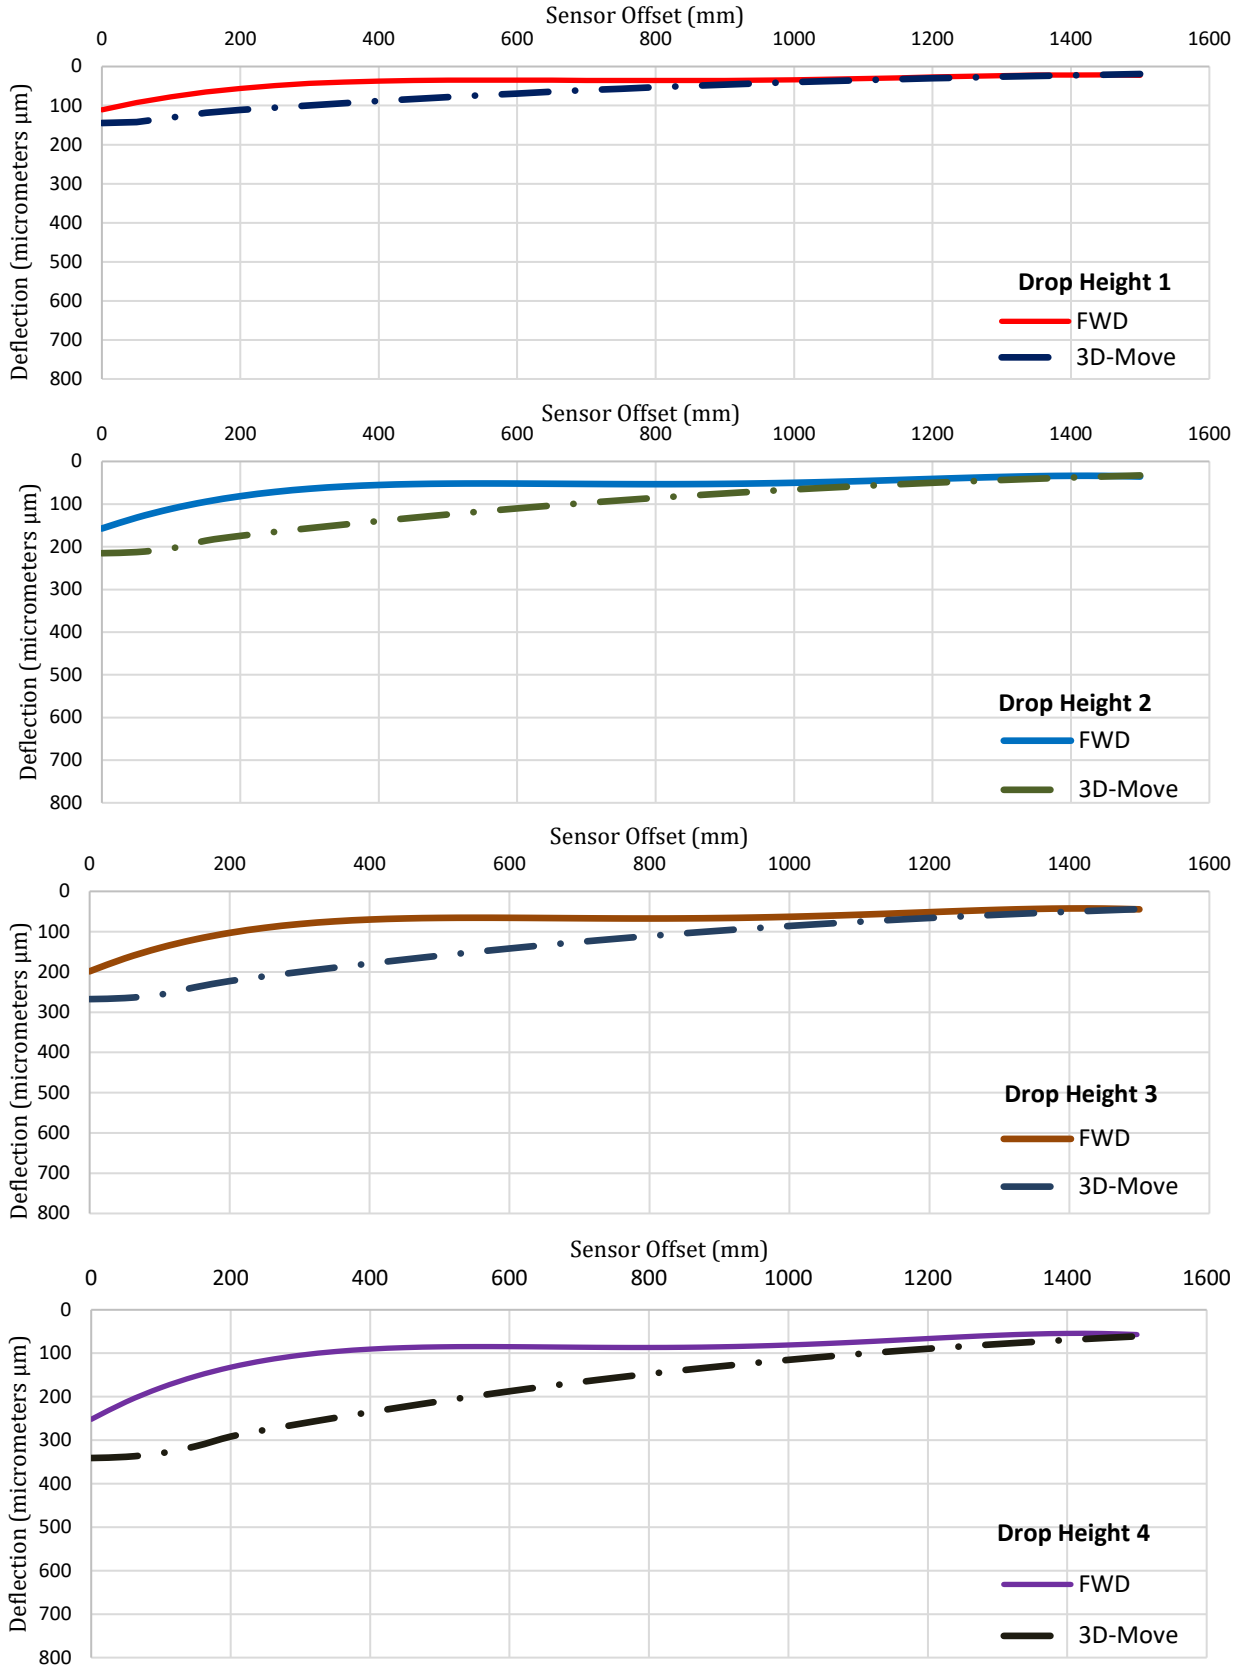 Sensor Offset (mm)
0 200 400 600 800 1000 1200 1400 1600
Deflection (micrometers µm)
0
100
200
300
400
500
600
700
800
Drop Height 1
FWD
3D-Move
Sensor Offset (mm)
0 200 400 600 800 1000 1200 1400 1600
Deflection (micrometers µm)
0
100
200
300
400
500
600
700
800
Drop Height 2
FWD
3D-Move
Sensor Offset (mm)
0 200 400 600 800 1000 1200 1400 1600
Deflection (micrometers µm)
0
100
200
300
400
500
600
700
800
Drop Height 3
FWD
3D-Move
Sensor Offset (mm)
0 200 400 600 800 1000 1200 1400 1600
Deflection (micrometers µm)
0
100
200
300
400
500
600
700
800
Drop Height 4
FWD
3D-Move